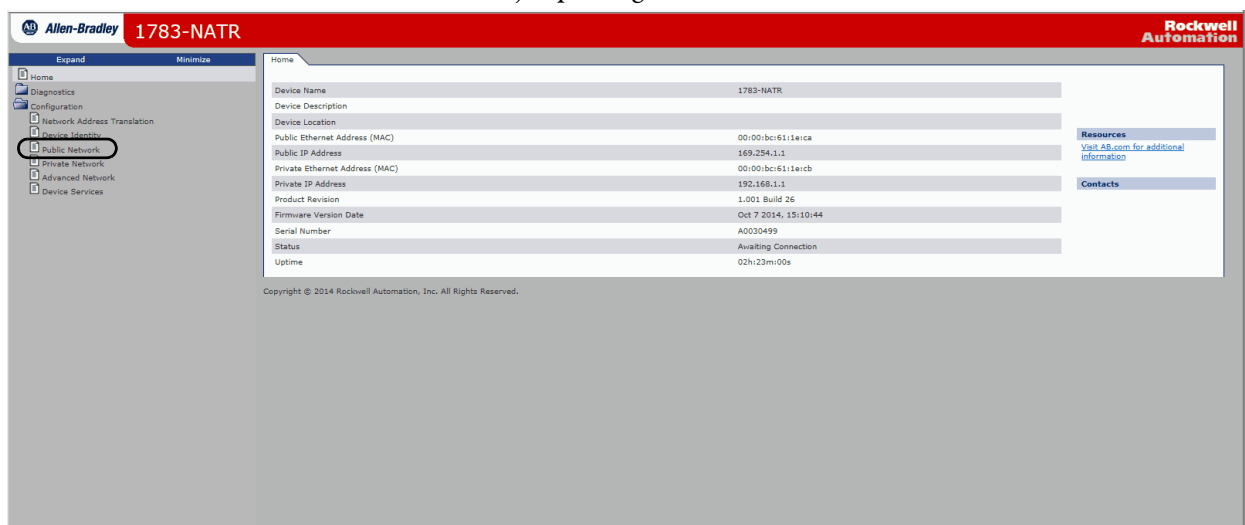 AB Allen-Bradley 1783-NATR Rockwell Automation
Expand Minimize
Home
Diagnostics
Configuration
Network Address Translation
Device Identity
Public Network
Private Network
Advanced Network
Device Services
Home
Device Name 1783-NATR
Device Description
Device Location
Public Ethernet Address (MAC) 00:00:bc:61:1e:ca
Public IP Address 169.254.1.1
Private Ethernet Address (MAC) 00:00:bc:61:1e:cb
Private IP Address 192.168.1.1
Product Revision 1.001 Build 26
Firmware Version Date Oct 7 2014, 15:10:44
Serial Number A0030499
Status Awaiting Connection
Uptime 02h:23m:00s
Resources
Visit AB.com for additional
information
Contacts
Copyright © 2014 Rockwell Automation, Inc. All Rights Reserved.